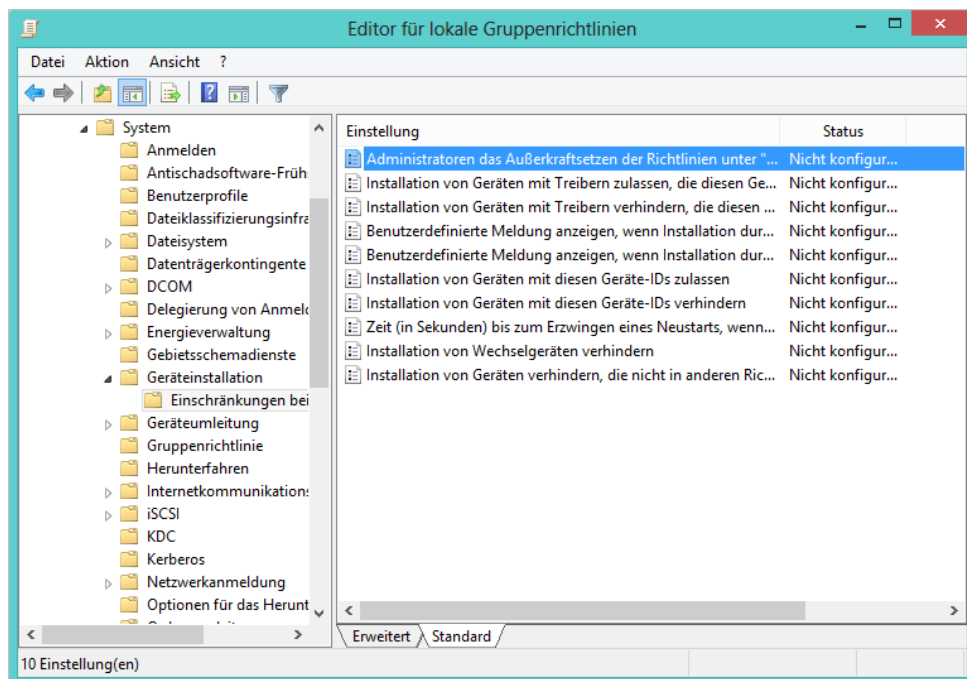 Editor für lokale Gruppenrichtlinien
Datei Aktion Ansicht ?
System
Anmelden
Antischadsoftware-Früh
Benutzerprofile
Dateiklassifizierungsinfra
Dateisystem
Datenträgerkontingente
DCOM
Delegierung von Anmeld
Energieverwaltung
Gebietsschemadienste
Geräteinstallation
Einschränkungen bei
Geräteumleitung
Gruppenrichtlinie
Herunterfahren
Internetkommunikations
iSCSI
KDC
Kerberos
Netzwerkanmeldung
Optionen für das Herunt
Einstellung Status
Administratoren das Außerkraftsetzen der Richtlinien unter "... Nicht konfigur...
Installation von Geräten mit Treibern zulassen, die diesen Ge... Nicht konfigur...
Installation von Geräten mit Treibern verhindern, die diesen ... Nicht konfigur...
Benutzerdefinierte Meldung anzeigen, wenn Installation dur... Nicht konfigur...
Benutzerdefinierte Meldung anzeigen, wenn Installation dur... Nicht konfigur...
Installation von Geräten mit diesen Geräte-IDs zulassen Nicht konfigur...
Installation von Geräten mit diesen Geräte-IDs verhindern Nicht konfigur...
Zeit (in Sekunden) bis zum Erzwingen eines Neustarts, wenn... Nicht konfigur...
Installation von Wechselgeräten verhindern Nicht konfigur...
Installation von Geräten verhindern, die nicht in anderen Ric... Nicht konfigur...
Erweitert Standard
10 Einstellung(en)